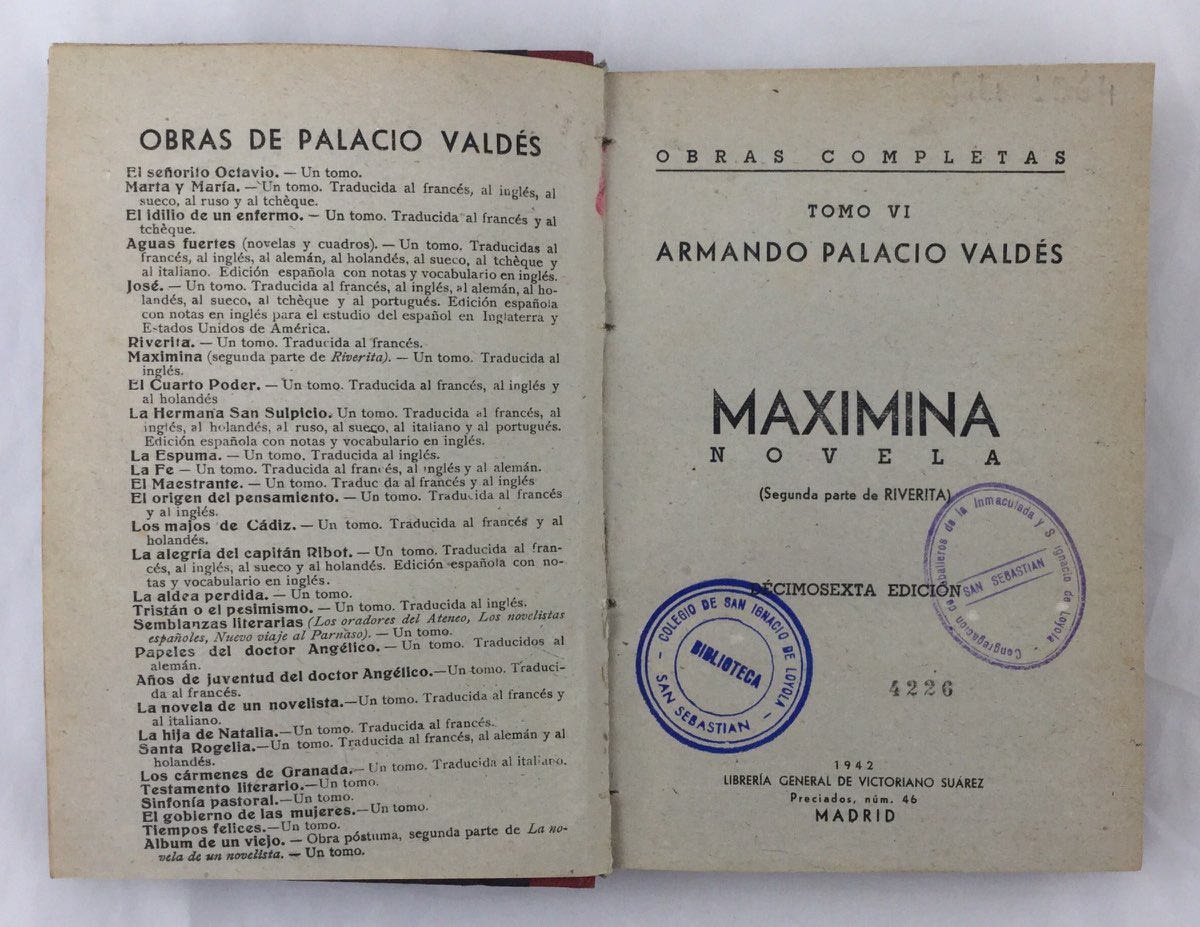 OBRAS DE PALACIO VALDÉS
El señorito Octavio. — Un tomo.
Marta y María. — Un tomo. Traducida al francés, al inglés, al
sueco, al ruso y al tchèque.
El idilio de un enfermo. — Un tomo. Traducida al francés y al
tchèque.
Aguas fuertes (novelas y cuadros). — Un tomo. Traducidas al
francés, al inglés, al alemán, al holandés, al sueco, al tchèque y
al italiano. Edición española con notas y vocabulario en inglés.
José. — Un tomo. Traducida al francés, al inglés, al alemán, al ho-
landés, al sueco, al tchèque y al portugués. Edición española
con notas en inglés para el estudio del español en Inglaterra y
Estados Unidos de América.
Riverita. — Un tomo. Traducida al francés.
Maximina (segunda parte de Riverita). — Un tomo. Traducida al
inglés.
El Cuarto Poder. — Un tomo. Traducida al francés, al inglés y
al holandés
La Hermana San Sulpicio. Un tomo. Traducida al francés, al
inglés, al holandés, al ruso, al sueco, al italiano y al portugués.
Edición española con notas y vocabulario en inglés.
La Espuma. — Un tomo. Traducida al inglés.
La Fe — Un tomo. Traducida al francés, al inglés y al alemán.
El Maestrante. — Un tomo. Traduc da al francés y al inglés
El origen del pensamiento. — Un tomo. Traducida al francés
y al inglés.
Los majos de Cádiz. — Un tomo. Traducida al francés y al
holandés.
La alegría del capitán Ribot. — Un tomo. Traducida al fran-
cés, al inglés, al sueco y al holandés. Edición española con no-
tas y vocabulario en inglés.
La aldea perdida. — Un tomo.
Tristán o el pesimismo. — Un tomo. Traducida al inglés.
Semblanzas literarias (Los oradores del Ateneo, Los novelistas
españoles, Nuevo viaje al Parnaso). — Un tomo.
Papeles del doctor Angélico. — Un tomo. Traducidos al
alemán.
Años de juventud del doctor Angélico.—Un tomo. Traduci-
da al francés.
La novela de un novelista.—Un tomo. Traducida al francés y
al italiano.
La hija de Natalia.—Un tomo. Traducida al francés.
Santa Rogelia.—Un tomo. Traducida al francés, al alemán y al
holandés.
Los cármenes de Granada.—Un tomo. Traducida al italiano.
Testamento literario.—Un tomo.
Sinfonía pastoral.—Un tomo.
El gobierno de las mujeres.—Un tomo.
Tiempos felices.—Un tomo.
Album de un viejo. — Obra póstuma, segunda parte de La no-
vela de un novelista. — Un tomo.
OBRAS COMPLETAS
TOMO VI
ARMANDO PALACIO VALDÉS
MAXIMINA
NOVELA
(Segunda parte de RIVERITA)
DÉCIMOSEXTA EDICIÓN
Congregación de Caballeros de la Inmaculada y S. Ignacio de Loyola
SAN SEBASTIAN
COLEGIO DE SAN IGNACIO DE LOYOLA
BIBLIOTECA
SAN SEBASTIAN
4226
1942
LIBRERÍA GENERAL DE VICTORIANO SUÁREZ
Preciados, núm. 46
MADRID